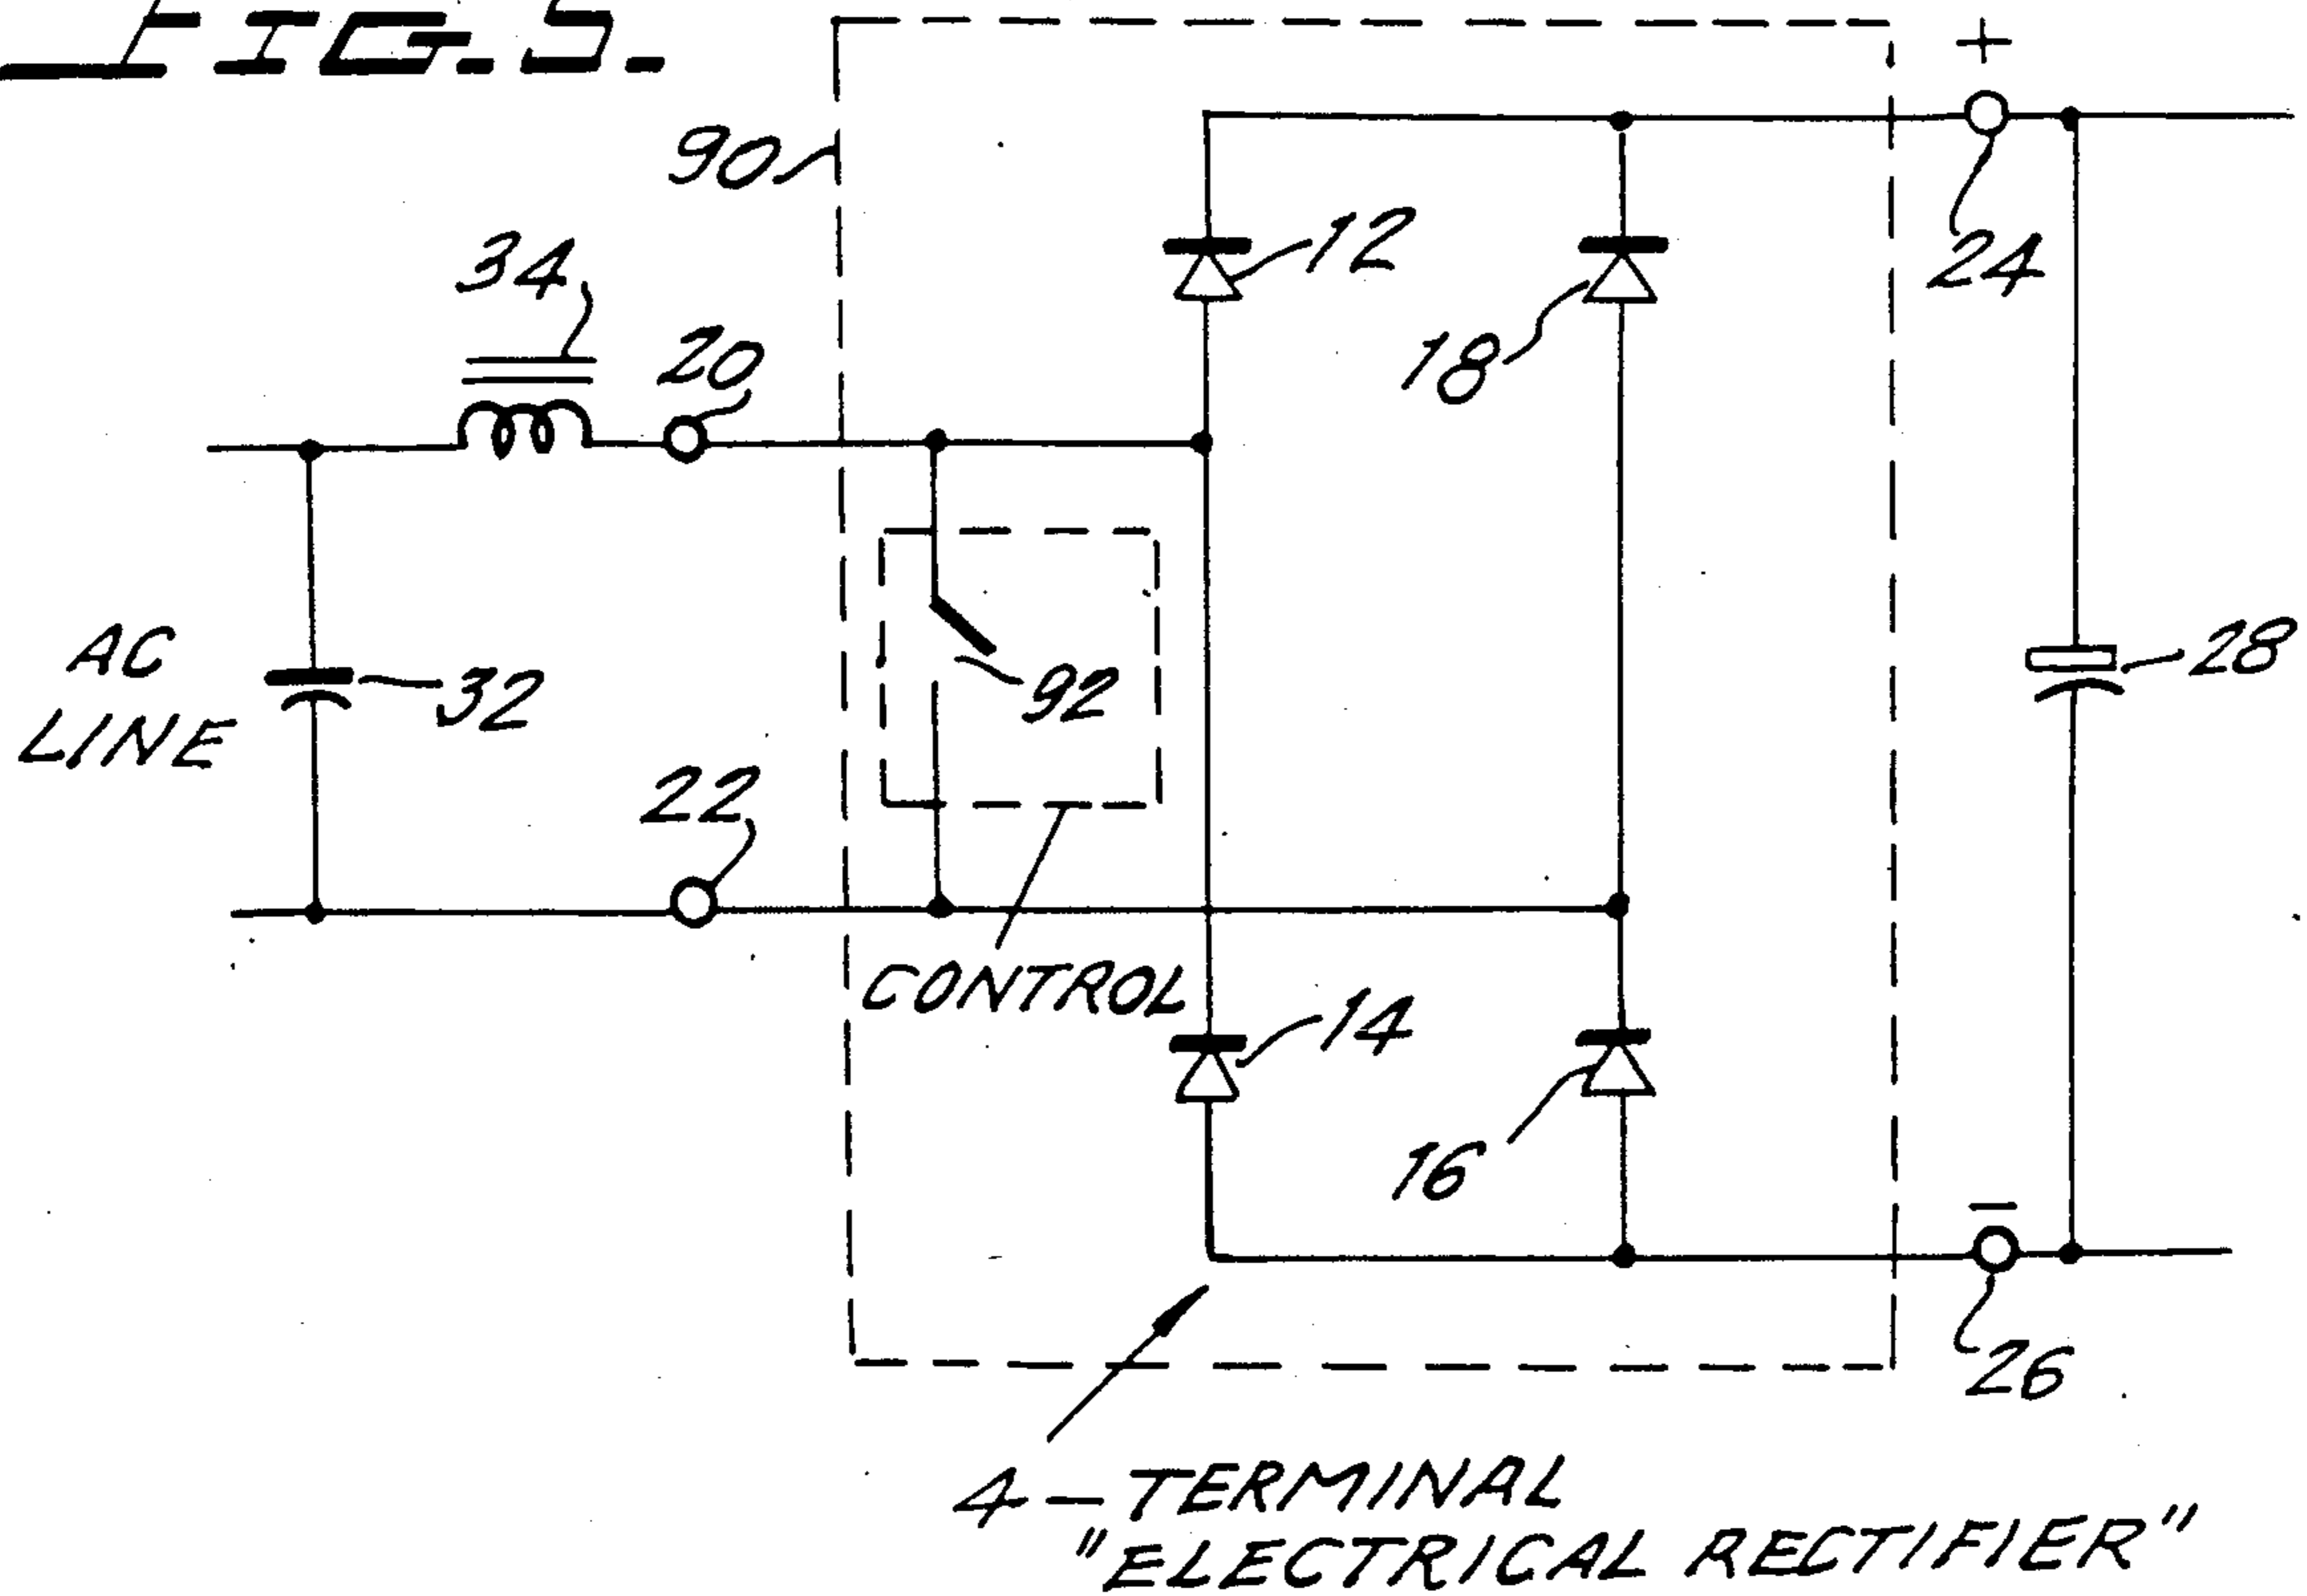 FIG. 5.
90
12
18
24
+
34
20
AC
LINE
32
92
28
22
CONTROL
14
16
−
26
4 - TERMINAL
"ELECTRICAL RECTIFIER"